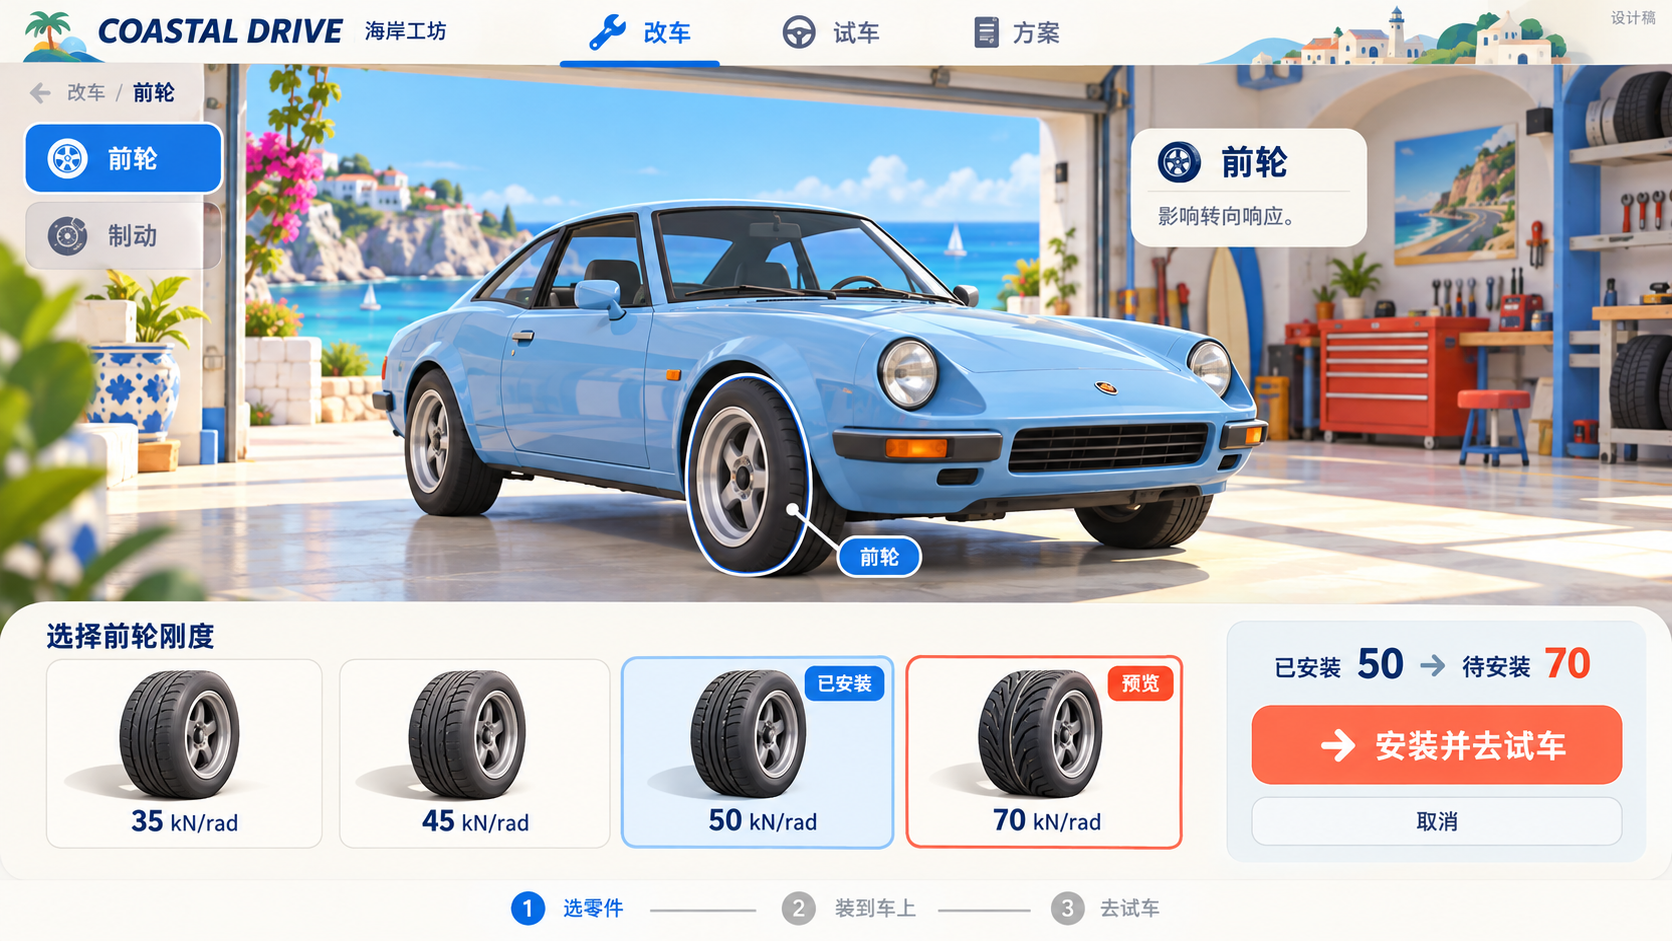 COASTAL DRIVE 海岸工坊
改车
试车
方案
设计稿
改车 / 前轮
前轮
制动
前轮
影响转向响应。
前轮
选择前轮刚度
35 kN/rad
45 kN/rad
已安装
50 kN/rad
预览
70 kN/rad
已安装 50 → 待安装 70
→ 安装并去试车
取消
1 选零件
2 装到车上
3 去试车